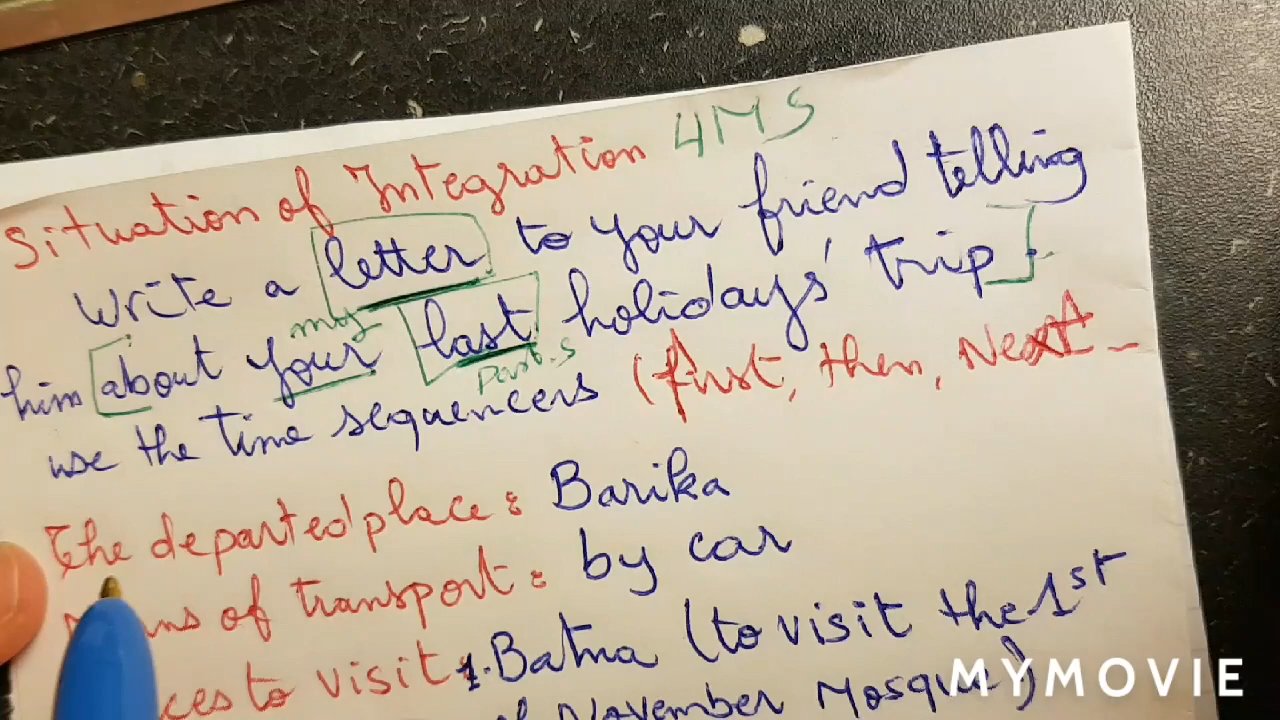 Situation of Integration 4MS
Write a letter to your friend telling
him about your last holidays' trip
my
past.s
use the time sequencers (first, then, Next
The departed place: Barika
of transport: by car
to visit: 1. Batna (to visit the 1st
of November Mosque)
MYMOVIE